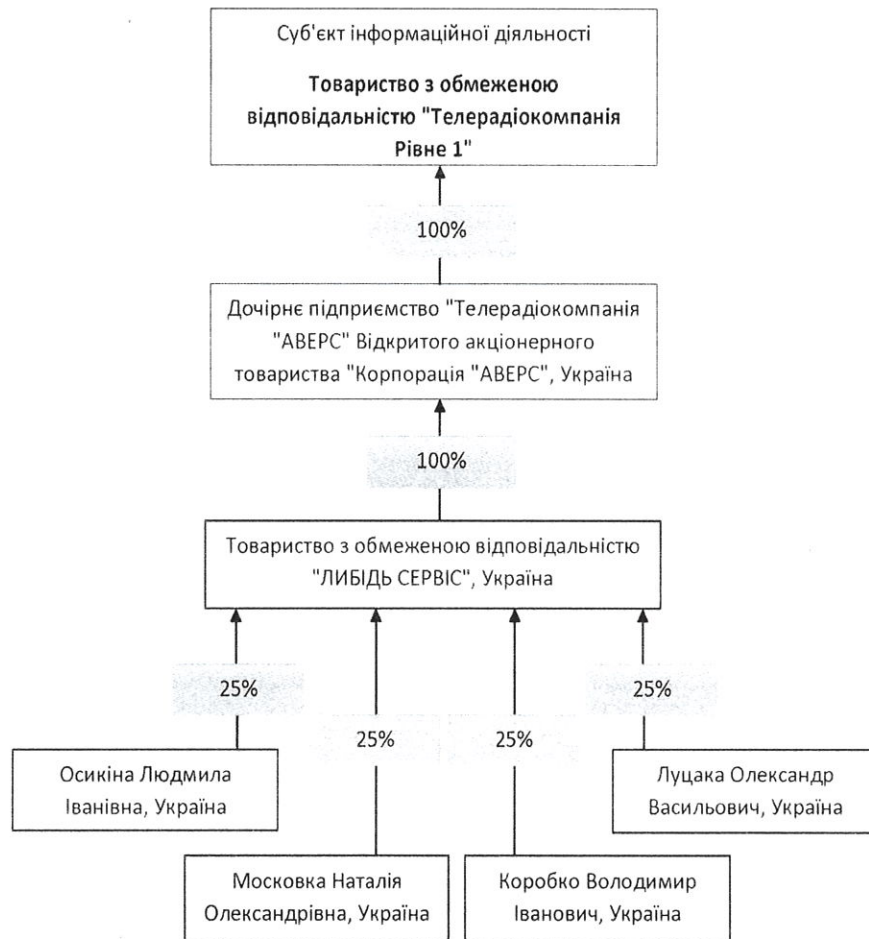 Суб'єкт інформаційної діяльності
Товариство з обмеженою
відповідальністю "Телерадіокомпанія
Рівне 1"
100%
Дочірнє підприємство "Телерадіокомпанія
"АВЕРС" Відкритого акціонерного
товариства "Корпорація "АВЕРС", Україна
100%
Товариство з обмеженою відповідальністю
"ЛИБІДЬ СЕРВІС", Україна
25%
25%
25%
25%
Осикіна Людмила
Іванівна, Україна
Московка Наталія
Олександрівна, Україна
Коробко Володимир
Іванович, Україна
Луцака Олександр
Васильович, Україна